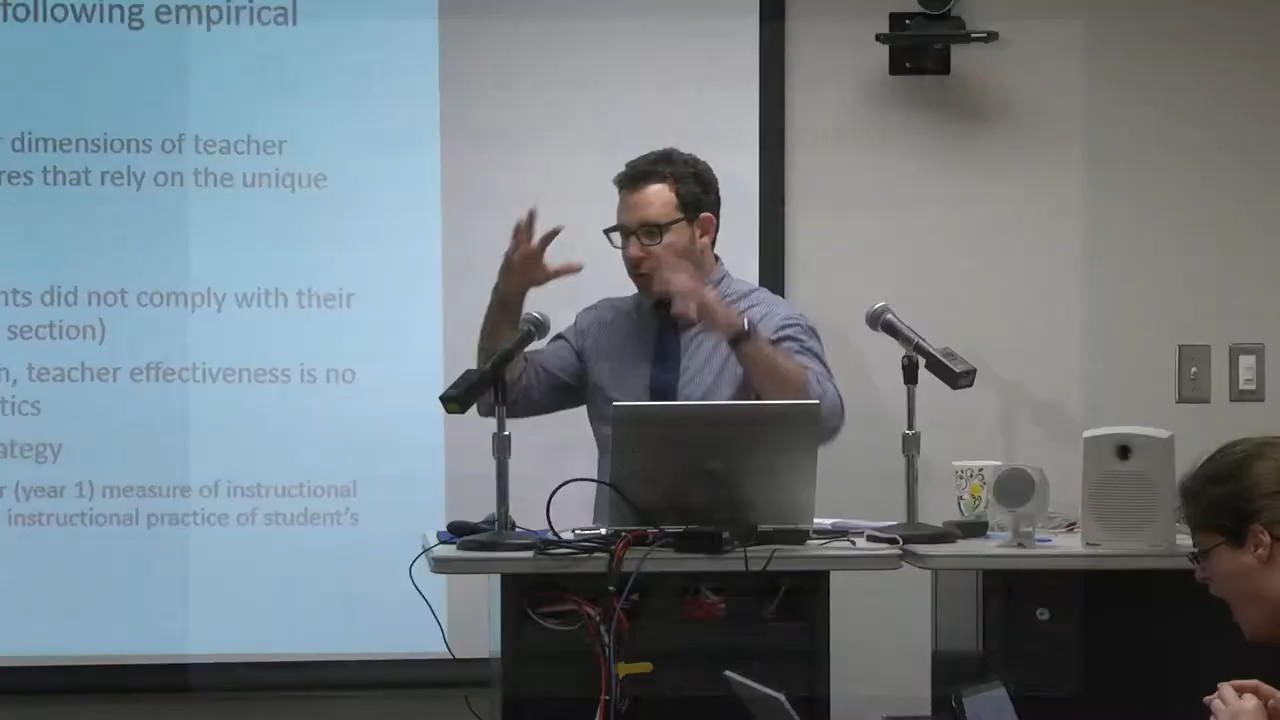 following empirical
r dimensions of teacher
res that rely on the unique
nts did not comply with their
section)
n, teacher effectiveness is no
tics
ategy
r (year 1) measure of instructional
instructional practice of student's